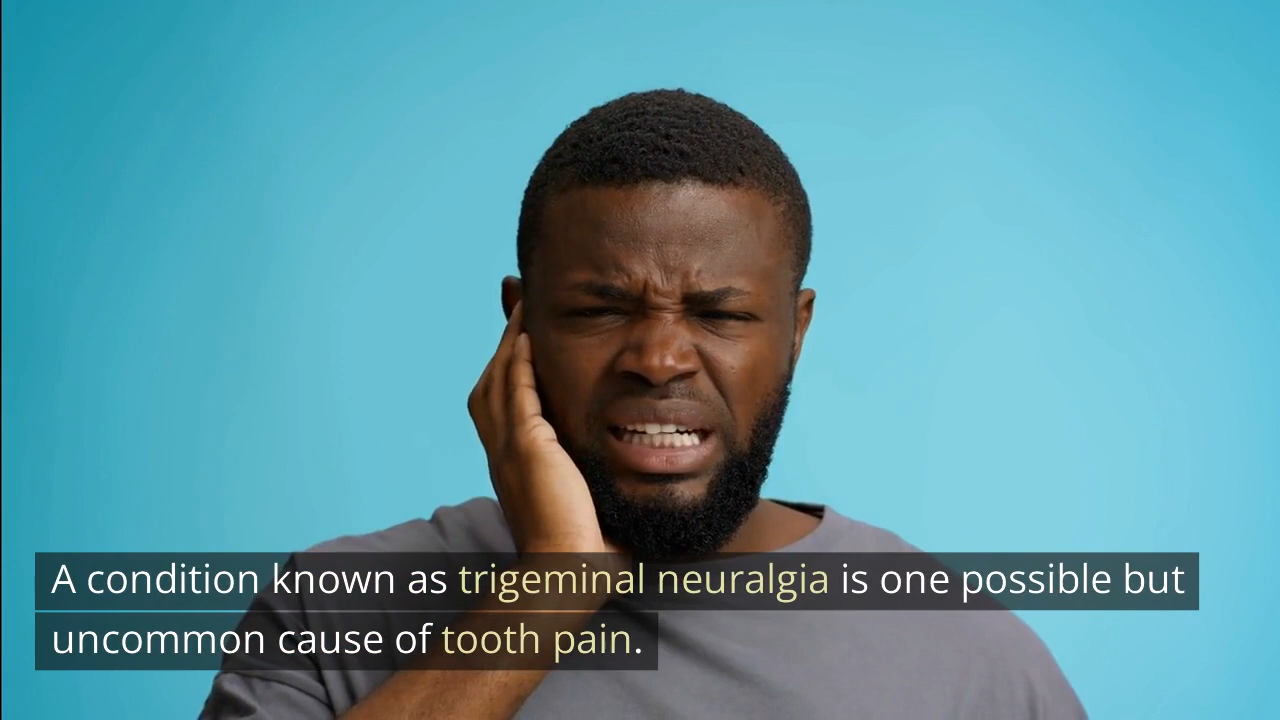 A condition known as trigeminal neuralgia is one possible but
uncommon cause of tooth pain.